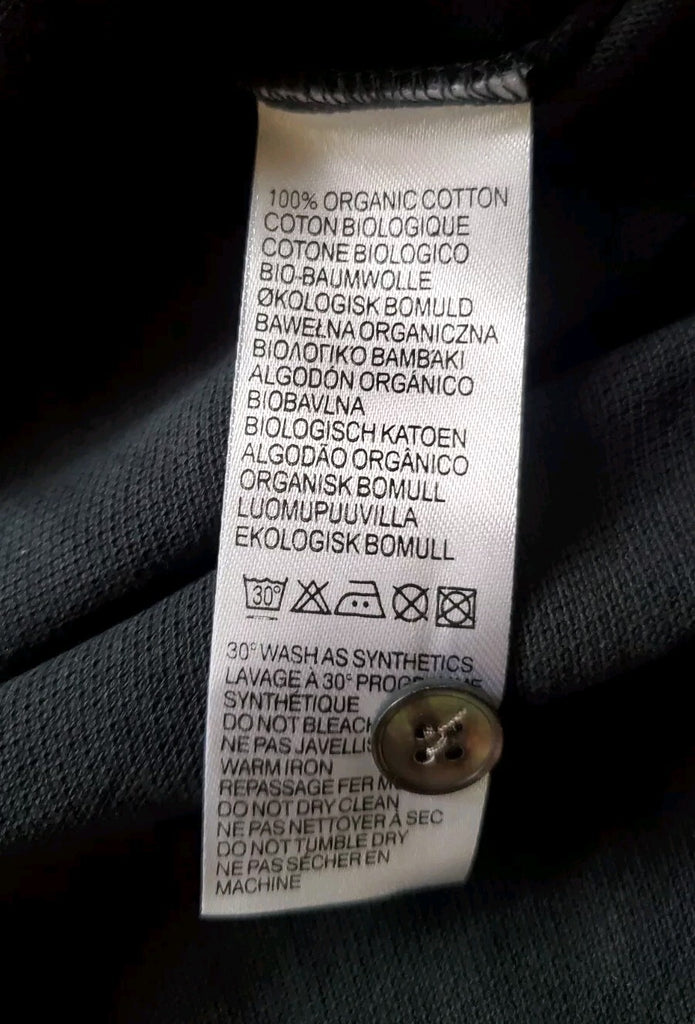 100% ORGANIC COTTON
COTON BIOLOGIQUE
COTONE BIOLOGICO
BIO-BAUMWOLLE
ØKOLOGISK BOMULD
BAWEŁNA ORGANICZNA
ΒΙΟΛΟΓΙΚΟ ΒΑΜΒΑΚΙ
ALGODÓN ORGÁNICO
BIOBAVLNA
BIOLOGISCH KATOEN
ALGODÃO ORGÂNICO
ORGANISK BOMULL
LUOMUPUUVILLA
EKOLOGISK BOMULL
30°
30° WASH AS SYNTHETICS
LAVAGE À 30°
SYNTHÉTIQUE
DO NOT BLEACH
NE PAS
WARM IRON
REPASSAGE FER
DO NOT DRY CLEAN
NE PAS NETTOYER À SEC
DO NOT TUMBLE DRY
NE PAS SÉCHER EN
MACHINE